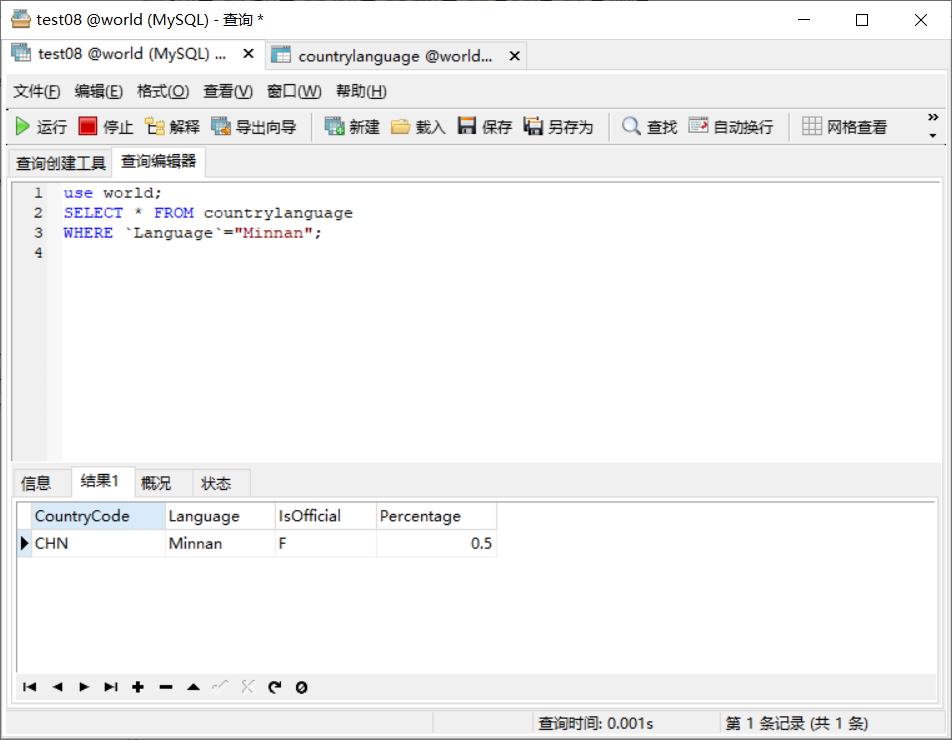 test08 @world (MySQL) - 查询 *
test08 @world (MySQL) ... countrylanguage @world...
文件(F) 编辑(E) 格式(O) 查看(V) 窗口(W) 帮助(H)
运行 停止 解释 导出向导 新建 载入 保存 另存为 查找 自动换行 网格查看 »
查询创建工具 查询编辑器
1 use world;
2 SELECT * FROM countrylanguage
3 WHERE `Language`="Minnan";
4
信息 结果1 概况 状态
CountryCode Language IsOfficial Percentage
CHN Minnan F 0.5
查询时间: 0.001s 第 1 条记录 (共 1 条)